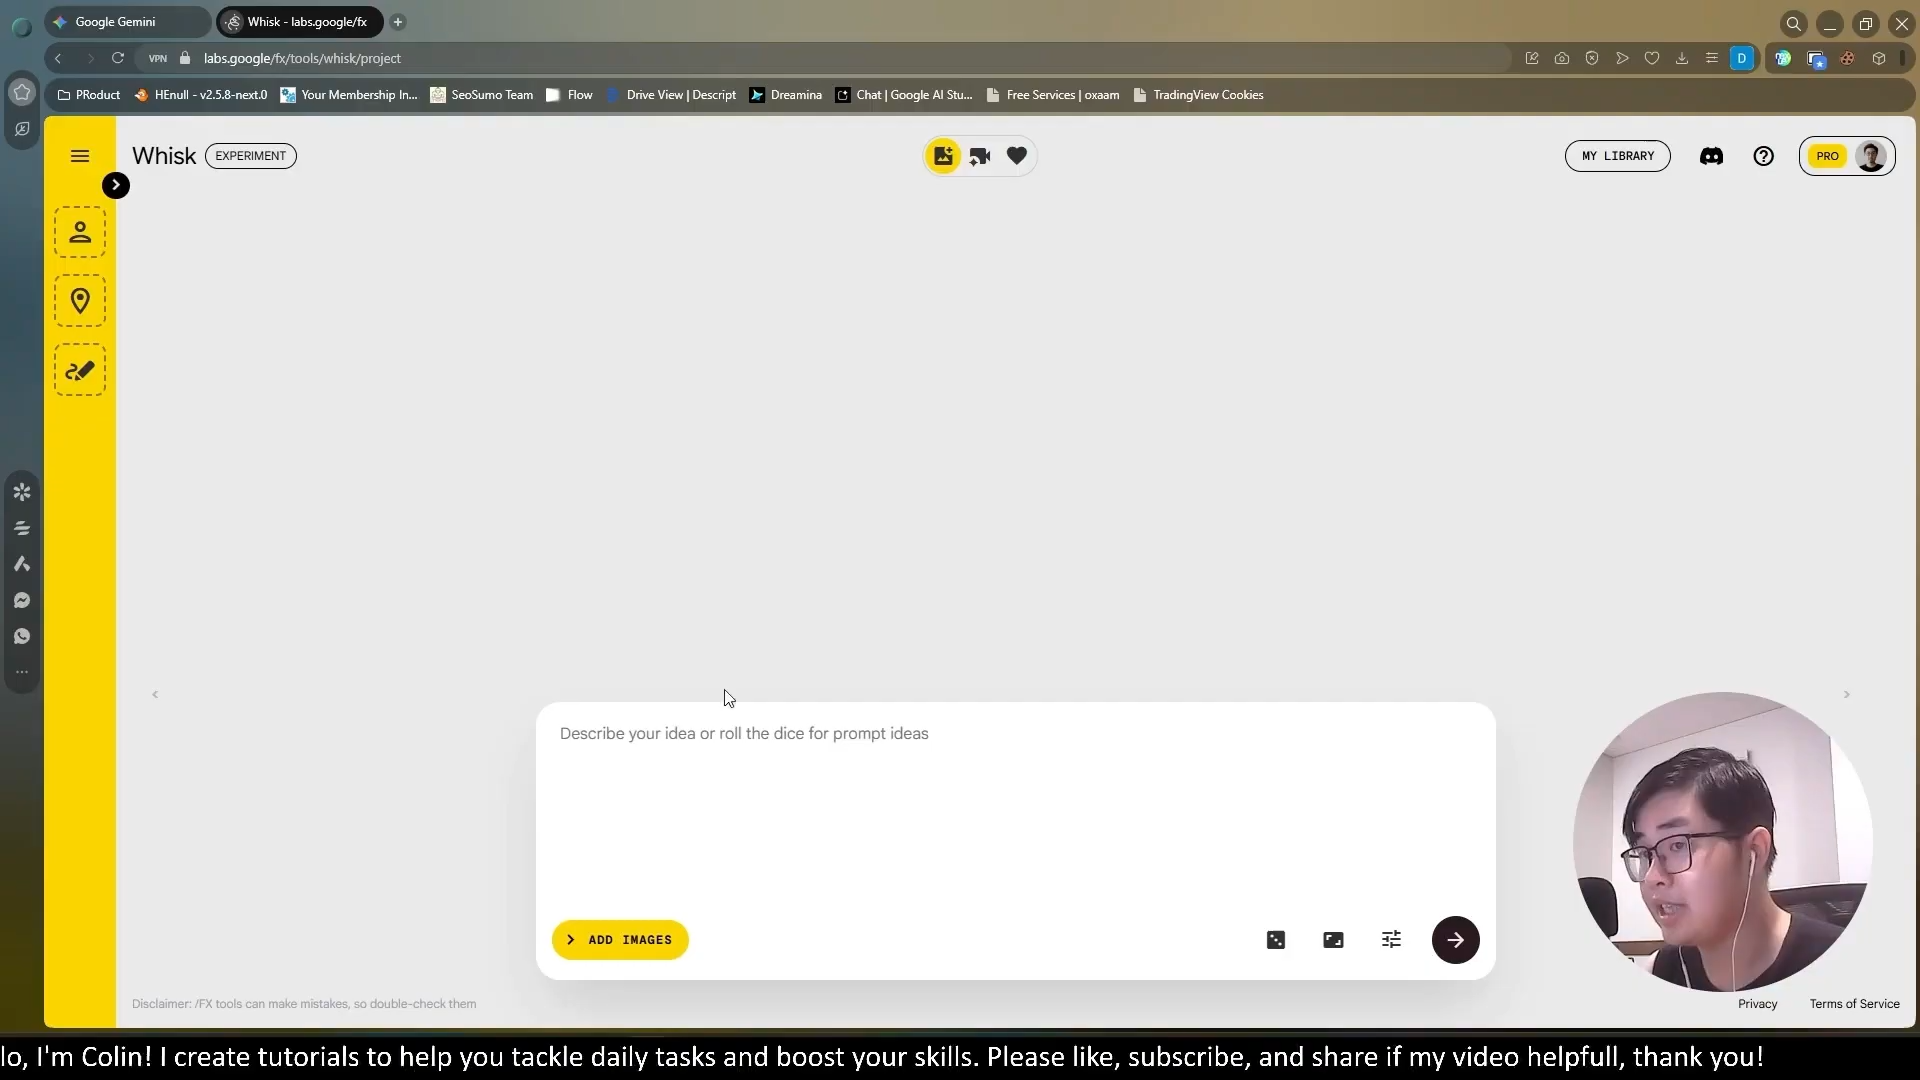 Google Gemini
Whisk - labs.google/fx
VPN
labs.google/fx/tools/whisk/project
D
PRoduct
HEnull - v2.5.8-next.0
Your Membership In...
SeoSumo Team
Flow
Drive View | Descript
Dreamina
Chat | Google AI Stu...
Free Services | oxaam
TradingView Cookies
Whisk
EXPERIMENT
MY LIBRARY
PRO
Describe your idea or roll the dice for prompt ideas
ADD IMAGES
Disclaimer: /FX tools can make mistakes, so double-check them
Privacy
Terms of Service
lo, I'm Colin! I create tutorials to help you tackle daily tasks and boost your skills. Please like, subscribe, and share if my video helpfull, thank you!